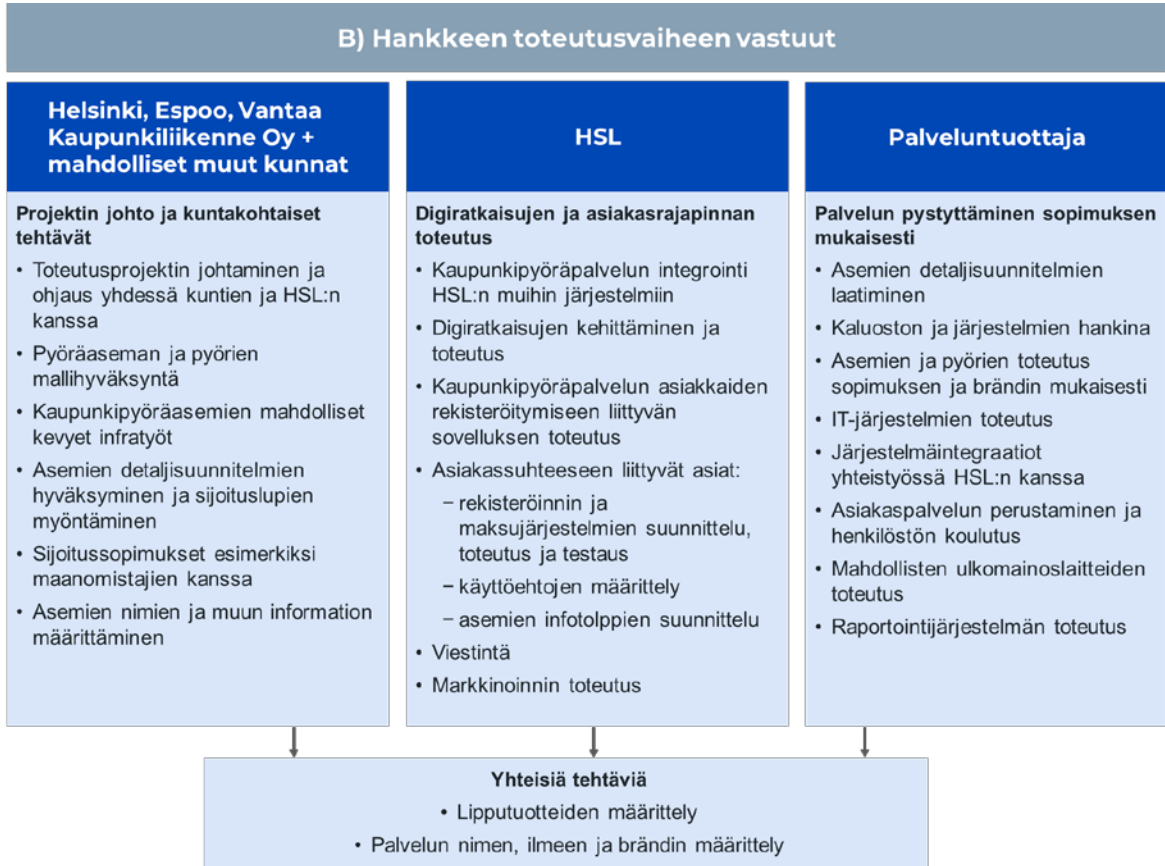 B) Hankkeen toteutusvaiheen vastuut
Helsinki, Espoo, Vantaa
Kaupunkiliikenne Oy +
mahdolliset muut kunnat
Projektin johto ja kuntakohtaiset
tehtävät
• Toteutusprojektin johtaminen ja
ohjaus yhdessä kuntien ja HSL:n
kanssa
• Pyöräaseman ja pyörien
mallihyväksyntä
• Kaupunkipyöräasemien mahdolliset
kevyet infratyöt
• Asemien detaljisuunnitelmien
hyväksyminen ja sijoituslupien
myöntäminen
• Sijoitussopimukset esimerkiksi
maanomistajien kanssa
• Asemien nimien ja muun information
määrittäminen
HSL
Digiratkaisujen ja asiakasrajapinnan
toteutus
• Kaupunkipyöräpalvelun integrointi
HSL:n muihin järjestelmiin
• Digiratkaisujen kehittäminen ja
toteutus
• Kaupunkipyöräpalvelun asiakkaiden
rekisteröitymiseen liittyvän
sovelluksen toteutus
• Asiakassuhteeseen liittyvät asiat:
– rekisteröinnin ja
maksujärjestelmien suunnittelu,
toteutus ja testaus
– käyttöehtojen määrittely
– asemien infotolppien suunnittelu
• Viestintä
• Markkinoinnin toteutus
Palveluntuottaja
Palvelun pystyttäminen sopimuksen
mukaisesti
• Asemien detaljisuunnitelmien
laatiminen
• Kaluoston ja järjestelmien hankina
• Asemien ja pyörien toteutus
sopimuksen ja brändin mukaisesti
• IT-järjestelmien toteutus
• Järjestelmäintegraatiot
yhteistyössä HSL:n kanssa
• Asiakaspalvelun perustaminen ja
henkilöstön koulutus
• Mahdollisten ulkomainoslaitteiden
toteutus
• Raportointijärjestelmän toteutus
Yhteisiä tehtäviä
• Lipputuotteiden määrittely
• Palvelun nimen, ilmeen ja brändin määrittely